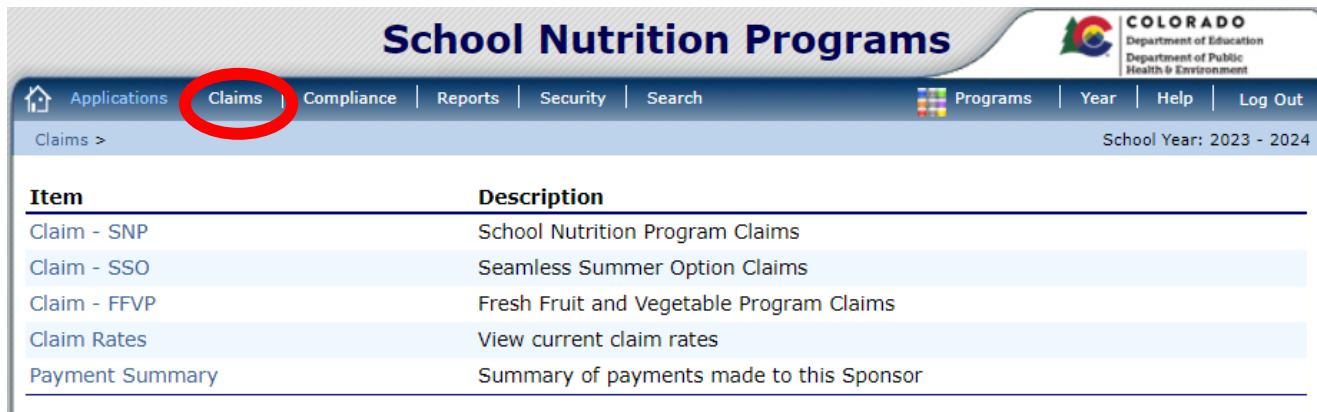 School Nutrition Programs
COLORADO
Department of Education
Department of Public
Health & Environment
Applications Claims | Compliance | Reports | Security | Search Programs | Year | Help | Log Out
Claims > School Year: 2023 - 2024
Item Description
Claim - SNP School Nutrition Program Claims
Claim - SSO Seamless Summer Option Claims
Claim - FFVP Fresh Fruit and Vegetable Program Claims
Claim Rates View current claim rates
Payment Summary Summary of payments made to this Sponsor